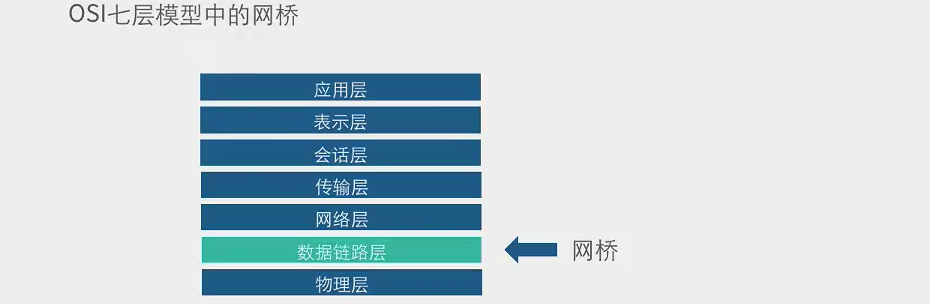 OSI七层模型中的网桥
应用层
表示层
会话层
传输层
网络层
数据链路层
网桥
物理层